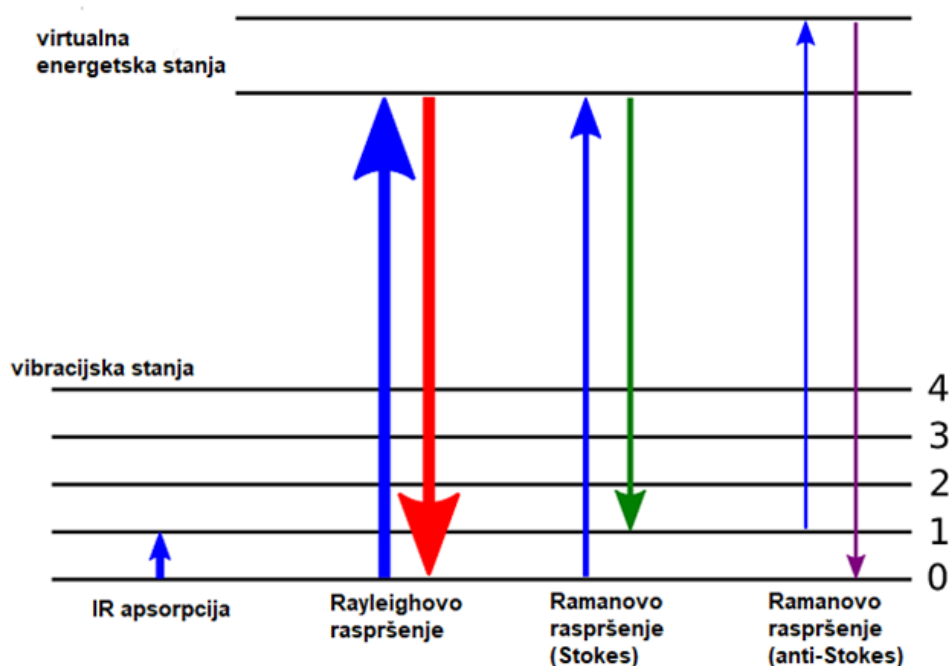 virtualna
energetska stanja
vibracijska stanja
4
3
2
1
0
IR apsorpcija
Rayleighovo
raspršenje
Ramanovo
raspršenje
(Stokes)
Ramanovo
raspršenje
(anti-Stokes)